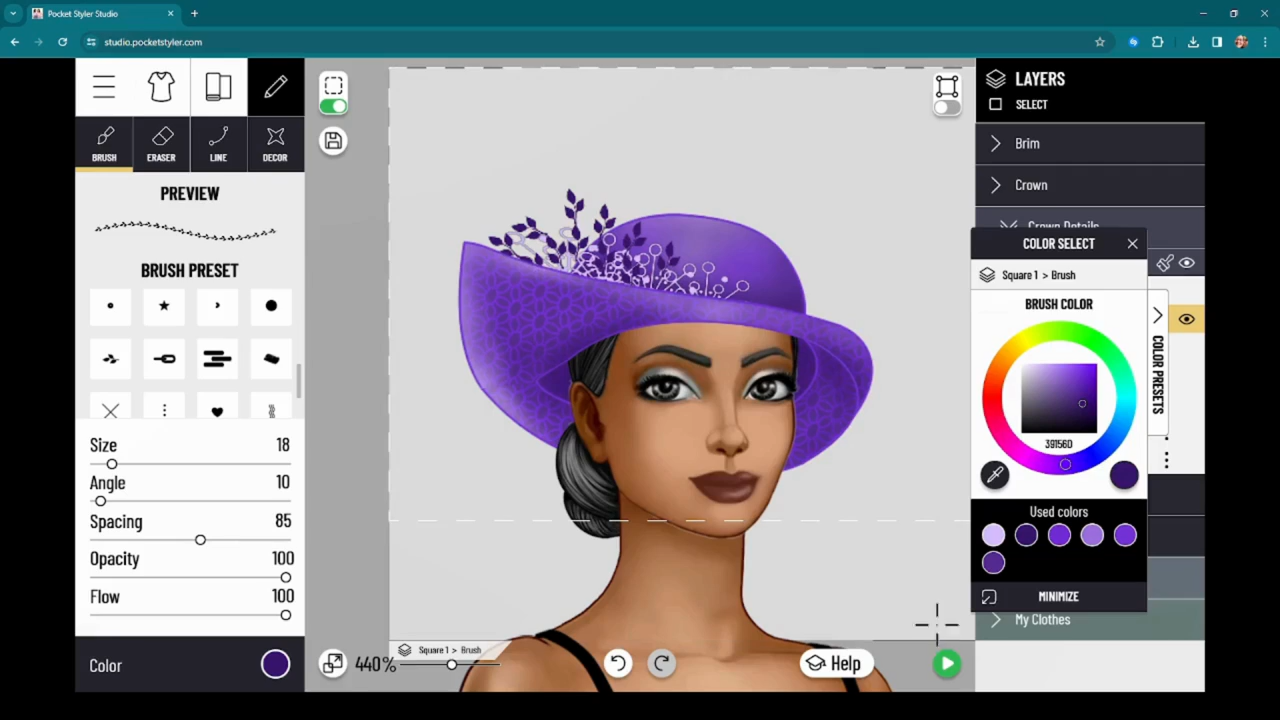 Pocket Styler Studio
studio.pocketstyler.com
BRUSH
ERASER
LINE
DECOR
PREVIEW
BRUSH PRESET
Size 18
Angle 10
Spacing 85
Opacity 100
Flow 100
Color
440%
Square 1 > Brush
Help
LAYERS
SELECT
Brim
Crown
Crown Details
COLOR SELECT
Square 1 > Brush
BRUSH COLOR
39156D
COLOR PRESETS
Used colors
MINIMIZE
My Clothes